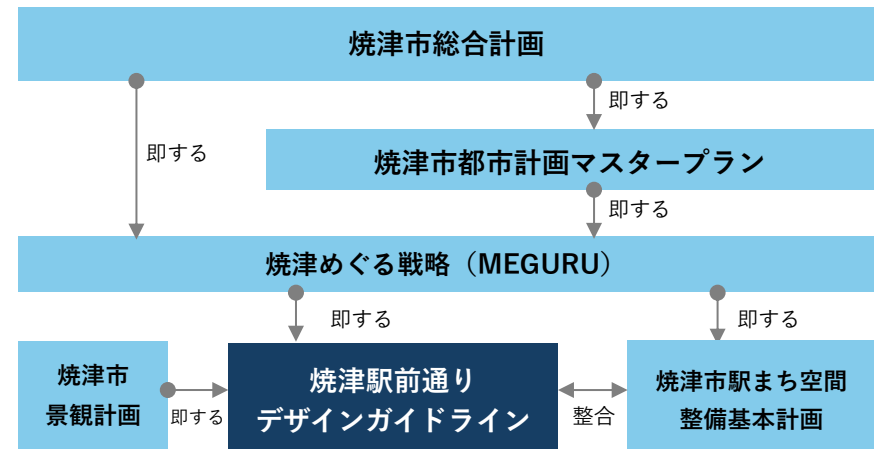 焼津市総合計画
即する
即する
焼津市都市計画マスタープラン
即する
焼津めぐる戦略（MEGURU）
即する
即する
焼津市
景観計画
即する
焼津駅前通り
デザインガイドライン
整合
焼津市駅まち空間
整備基本計画